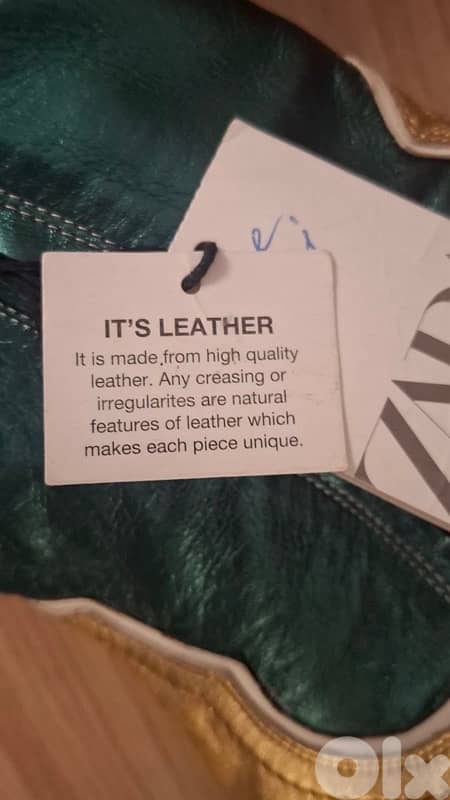 IT'S LEATHER
It is made from high quality
leather. Any creasing or
irregularites are natural
features of leather which
makes each piece unique.
Olx